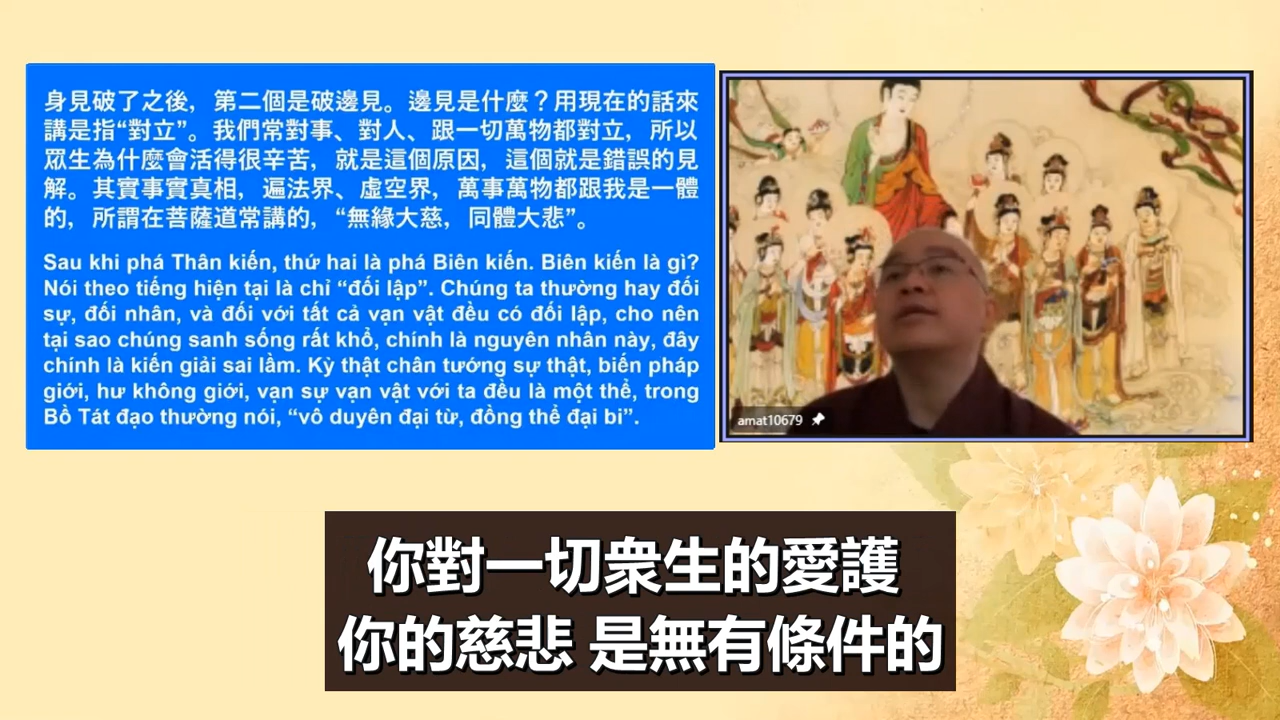 身見破了之後，第二個是破邊見。邊見是什麼？用現在的話來
講是指“對立”。我們常對事、對人、跟一切萬物都對立，所以
眾生為什麼會活得很辛苦，就是這個原因，這個就是錯誤的見
解。其實事實真相，遍法界、虛空界，萬事萬物都跟我是一體
的，所謂在菩薩道常講的，“無緣大慈，同體大悲”。
Sau khi phá Thân kiến, thứ hai là phá Biên kiến. Biên kiến là gì?
Nói theo tiếng hiện tại là chỉ “đối lập”. Chúng ta thường hay đối
sự, đối nhân, và đối với tất cả vạn vật đều có đối lập, cho nên
tại sao chúng sanh sống rất khổ, chính là nguyên nhân này, đây
chính là kiến giải sai lầm. Kỳ thật chân tướng sự thật, biến pháp
giới, hư không giới, vạn sự vạn vật với ta đều là một thể, trong
Bồ Tát đạo thường nói, “vô duyên đại từ, đồng thể đại bi”.
amat10679
你對一切衆生的愛護
你的慈悲 是無有條件的